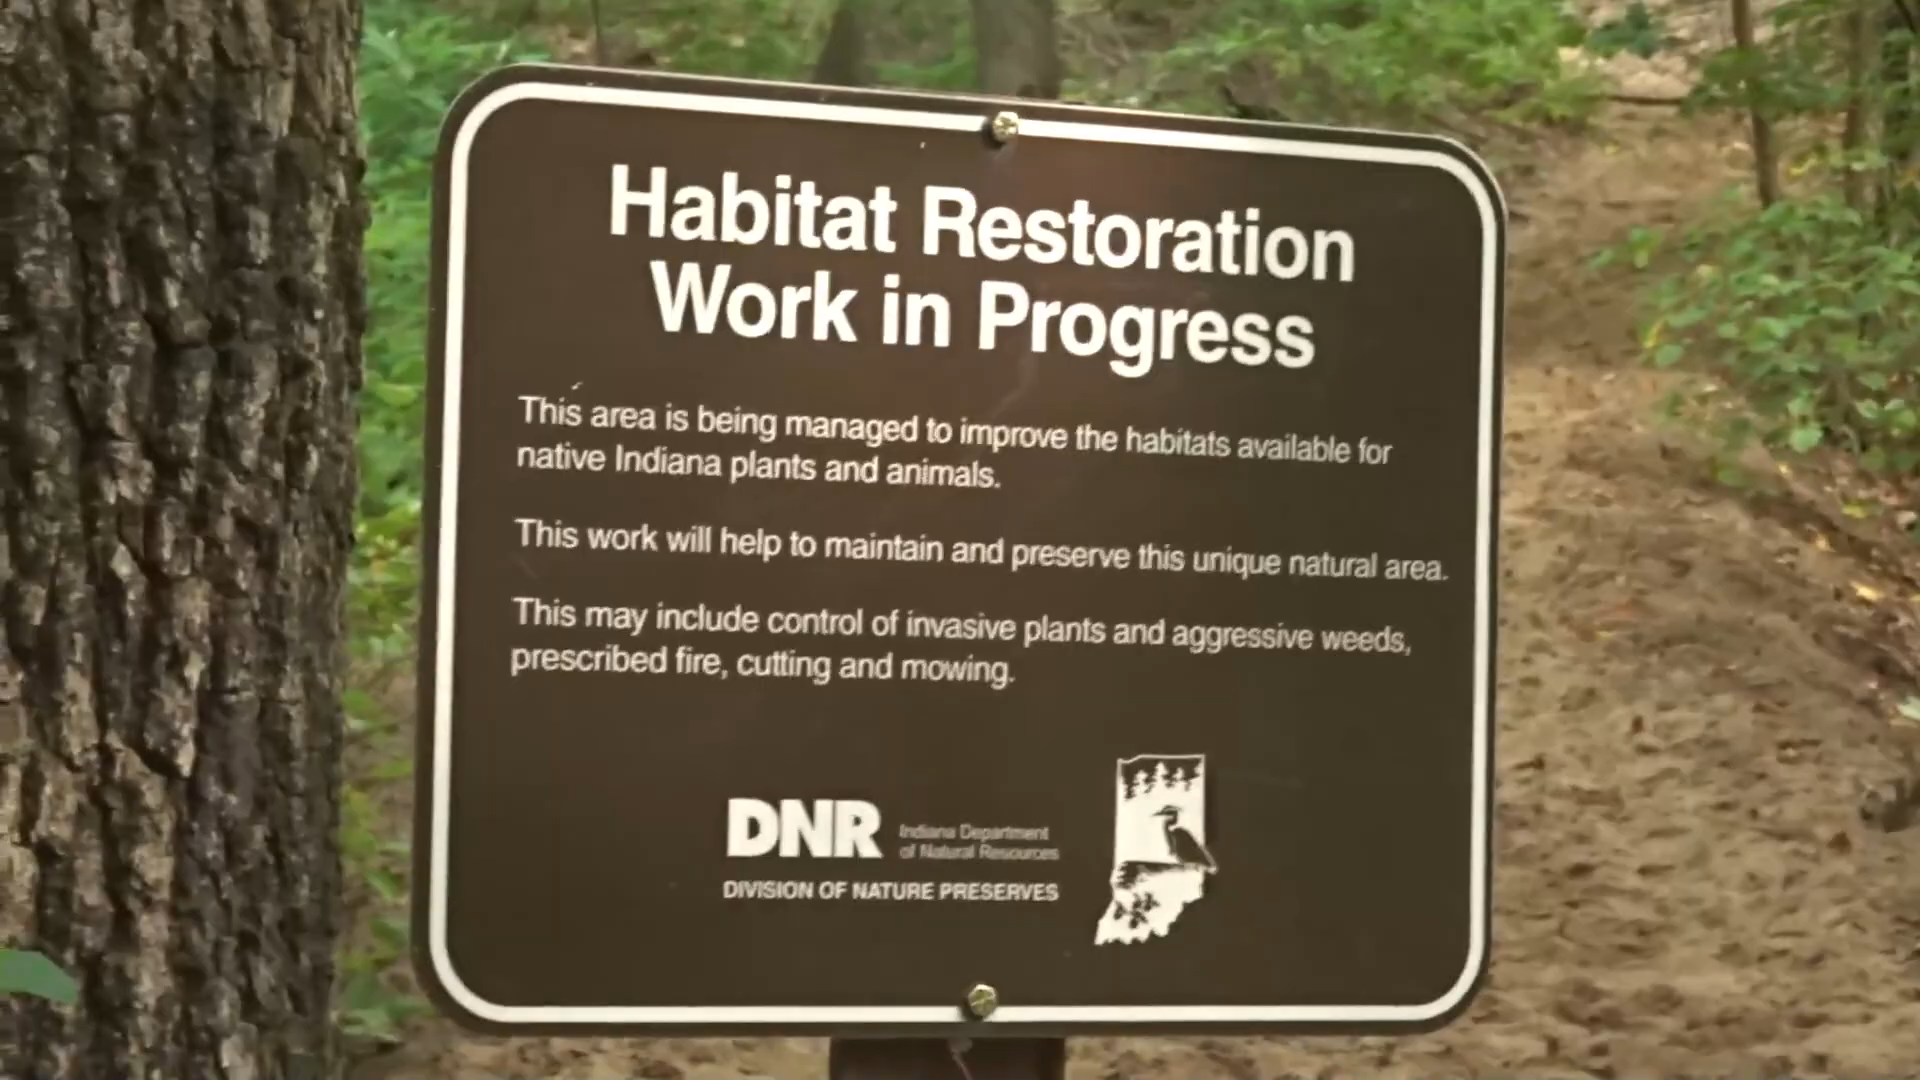 Habitat Restoration
Work in Progress
This area is being managed to improve the habitats available for
native Indiana plants and animals.
This work will help to maintain and preserve this unique natural area.
This may include control of invasive plants and aggressive weeds,
prescribed fire, cutting and mowing.
DNR
Indiana Department
of Natural Resources
DIVISION OF NATURE PRESERVES